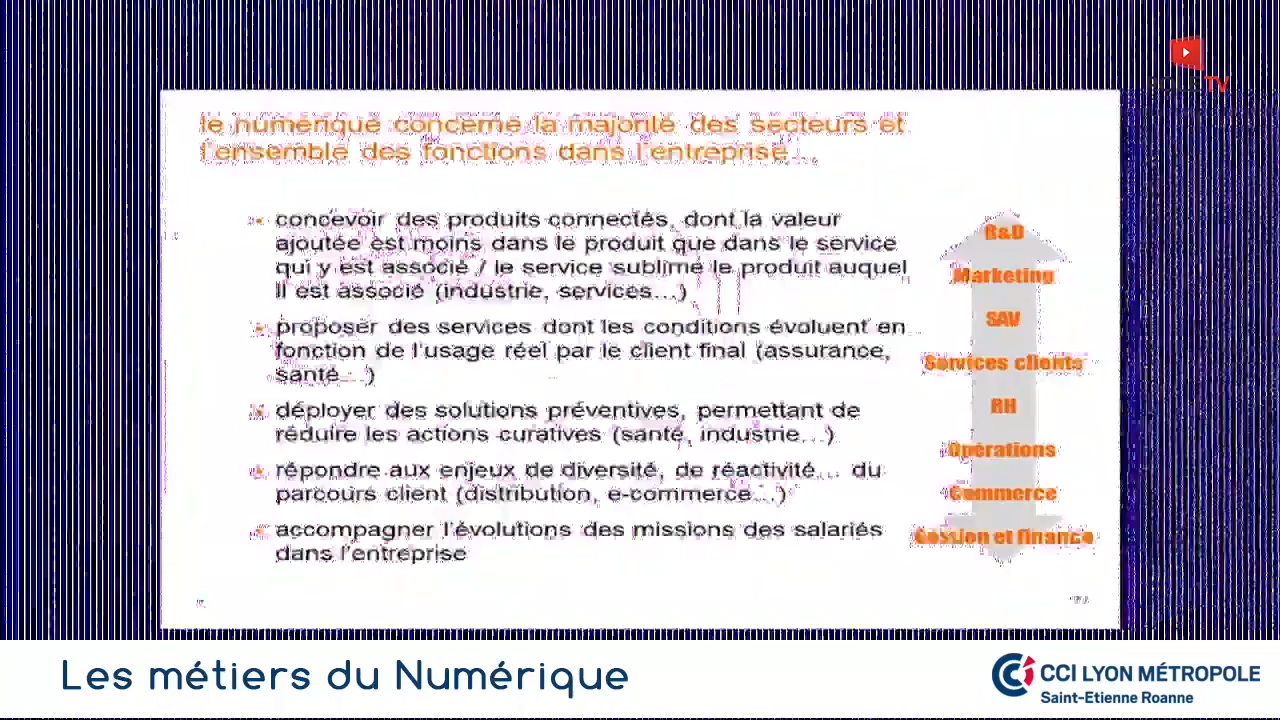 TV
le numérique concerne la majorité des secteurs et
l'ensemble des fonctions dans l'entreprise...
concevoir des produits connectés, dont la valeur
ajoutée est moins dans le produit que dans le service
qui y est associé / le service sublime le produit auquel
il est associé (industrie, services...)
proposer des services dont les conditions évoluent en
fonction de l'usage réel par le client final (assurance,
santé...)
déployer des solutions préventives, permettant de
réduire les actions curatives (santé, industrie...)
répondre aux enjeux de diversité, de réactivité... du
parcours client (distribution, e-commerce...)
accompagner l'évolutions des missions des salariés
dans l'entreprise
R&D
Marketing
SAV
Services clients
RH
Opérations
Commerce
Gestion et finance
Les métiers du Numérique
CCI LYON MÉTROPOLE
Saint-Etienne Roanne